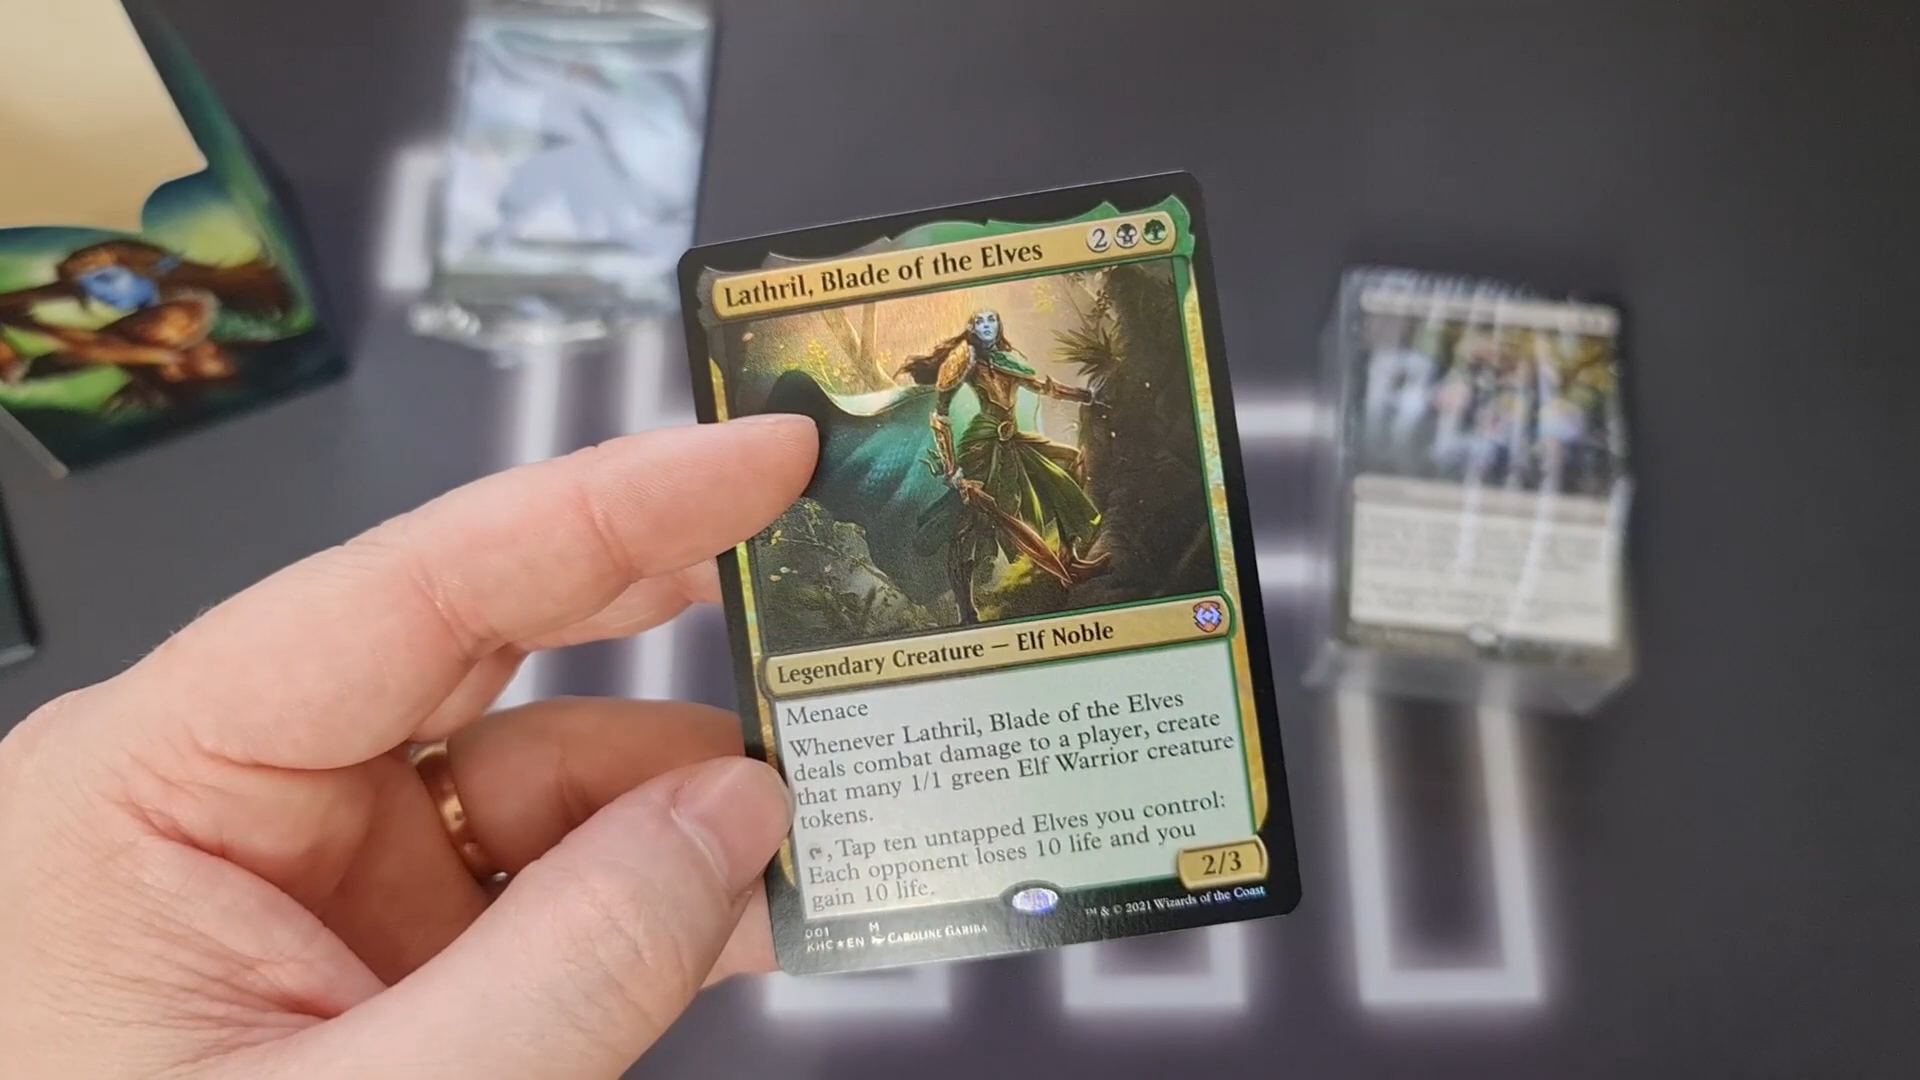 Lathril, Blade of the Elves 2
Legendary Creature — Elf Noble
Menace
Whenever Lathril, Blade of the Elves
deals combat damage to a player, create
that many 1/1 green Elf Warrior creature
tokens.
, Tap ten untapped Elves you control:
Each opponent loses 10 life and you
gain 10 life.
2/3
001 M
KHC ★ EN CAROLINE GARIBA
™ & © 2021 Wizards of the Coast